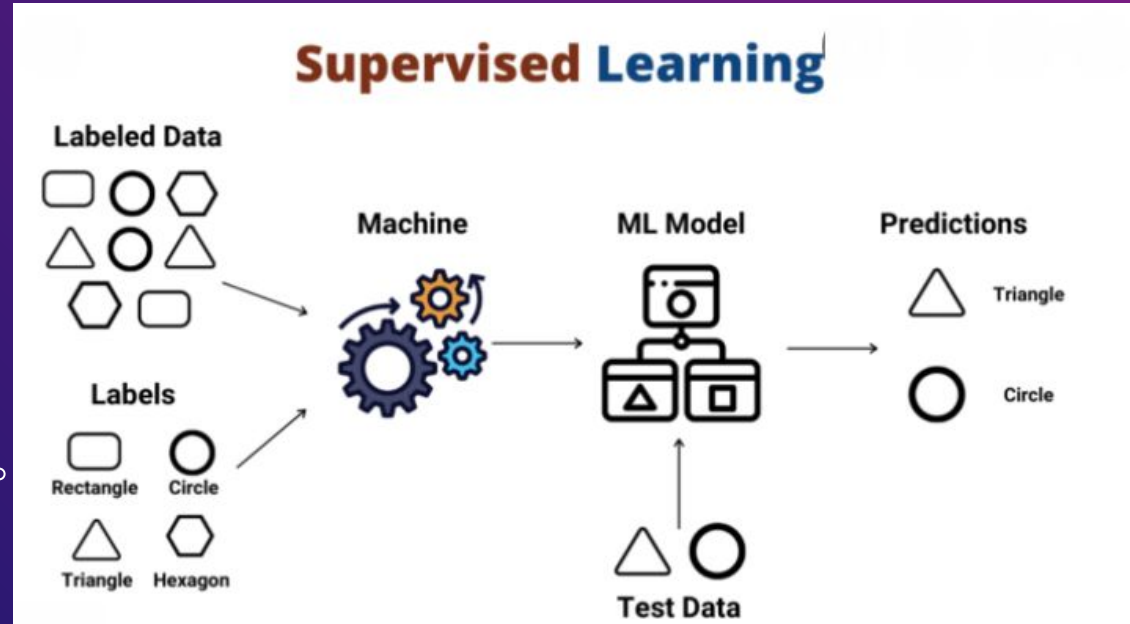 Supervised Learning
Labeled Data
Machine
ML Model
Predictions
Triangle
Circle
Labels
Rectangle Circle
Triangle Hexagon
Test Data